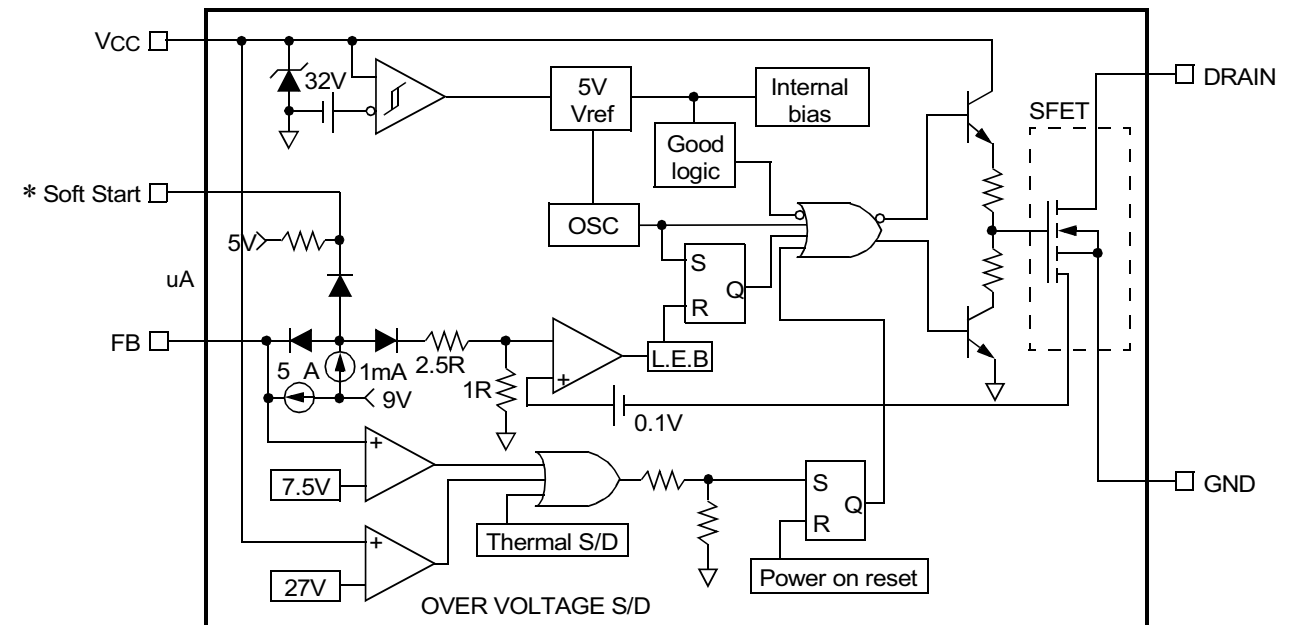 VCC
32V
5V
Vref
Internal
bias
Good
logic
DRAIN
SFET
* Soft Start
5V
OSC
uA
S
R
Q
FB
5 A
1mA
2.5R
1R
9V
+
L.E.B
0.1V
+
7.5V
Thermal S/D
S
R
Q
GND
+
27V
Power on reset
OVER VOLTAGE S/D